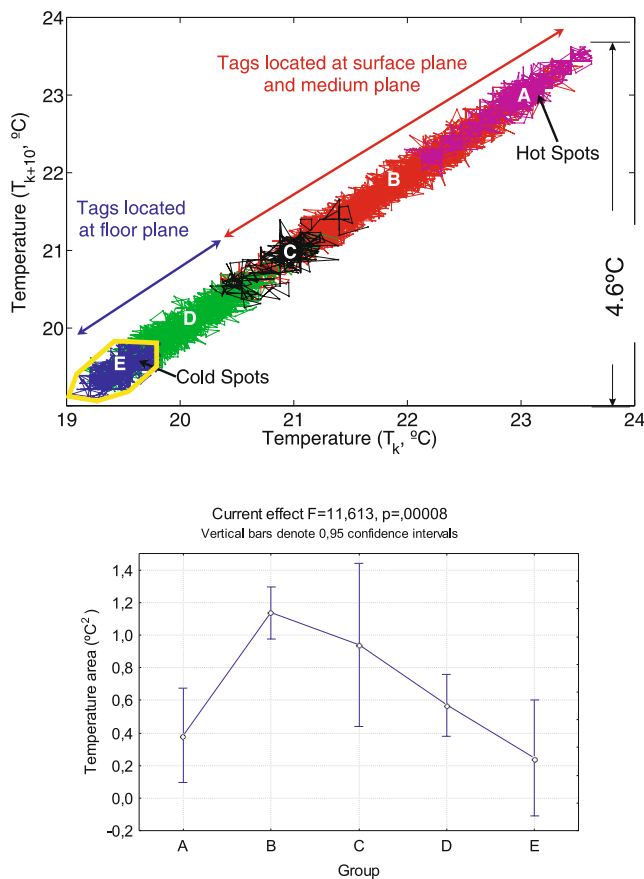 24
23
22
21
20
19
20
21
22
23
24
Temperature (Tk+10, ºC)
Temperature (Tk, ºC)
Tags located at surface plane
and medium plane
A
Hot Spots
B
Tags located
at floor plane
C
D
E
Cold Spots
4.6ºC
Current effect F=11,613, p=,00008
Vertical bars denote 0,95 confidence intervals
1,4
1,2
1,0
0,8
0,6
0,4
0,2
0,0
-0,2
Temperature area (ºC²)
A B C D E
Group